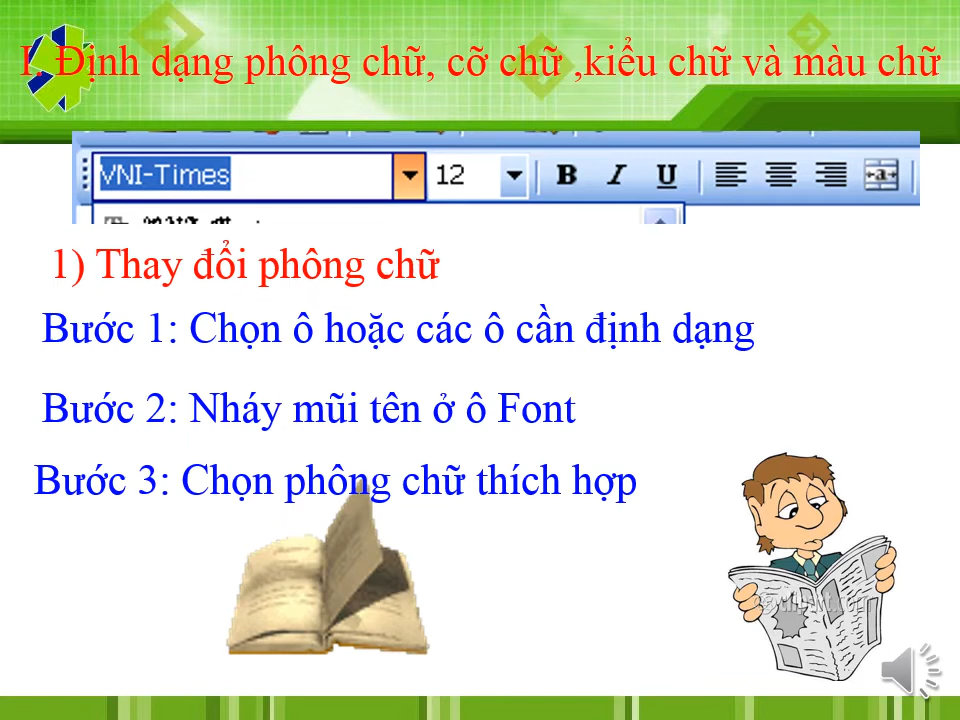 I. Định dạng phông chữ, cỡ chữ ,kiểu chữ và màu chữ
VNI-Times 12 B I U
1) Thay đổi phông chữ
Bước 1: Chọn ô hoặc các ô cần định dạng
Bước 2: Nháy mũi tên ở ô Font
Bước 3: Chọn phông chữ thích hợp